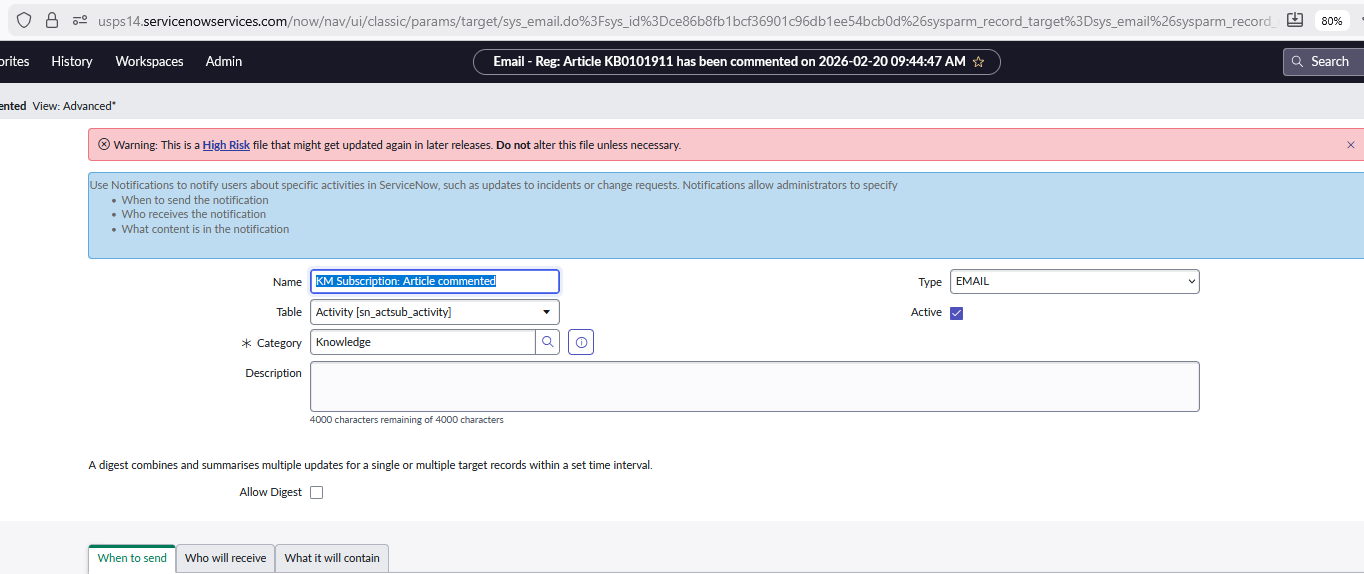 usps14.servicenowservices.com/now/nav/ui/classic/params/target/sys_email.do%3Fsys_id%3Dce86b8fb1bcf36901c96db1ee54bcb0d%26sysparm_record_target%3Dsys_email%26sysparm_record_ 80%
orites History Workspaces Admin Email - Reg: Article KB0101911 has been commented on 2026-02-20 09:44:47 AM Search
ented View: Advanced*
Warning: This is a High Risk file that might get updated again in later releases. Do not alter this file unless necessary.
Use Notifications to notify users about specific activities in ServiceNow, such as updates to incidents or change requests. Notifications allow administrators to specify
• When to send the notification
• Who receives the notification
• What content is in the notification
Name KM Subscription: Article commented Type EMAIL
Table Activity [sn_actsub_activity] Active
Category Knowledge
Description
4000 characters remaining of 4000 characters
A digest combines and summarises multiple updates for a single or multiple target records within a set time interval.
Allow Digest
When to send Who will receive What it will contain